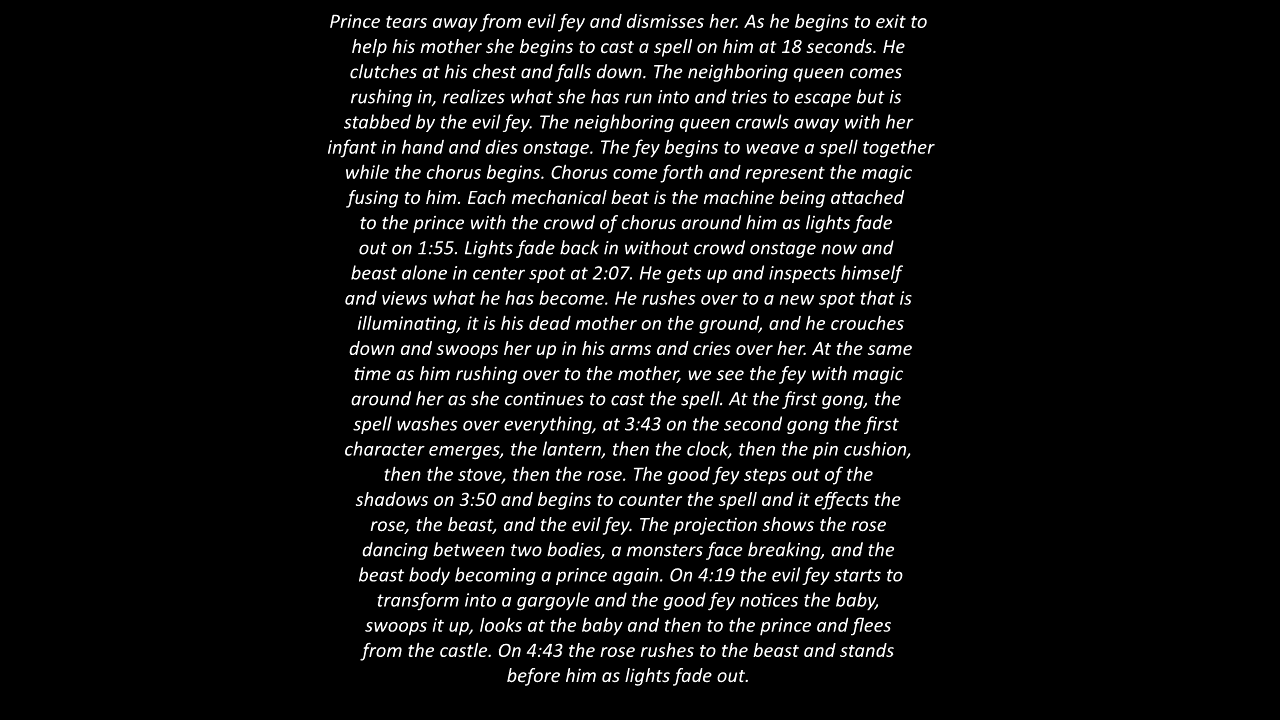 Prince tears away from evil fey and dismisses her. As he begins to exit to
help his mother she begins to cast a spell on him at 18 seconds. He
clutches at his chest and falls down. The neighboring queen comes
rushing in, realizes what she has run into and tries to escape but is
stabbed by the evil fey. The neighboring queen crawls away with her
infant in hand and dies onstage. The fey begins to weave a spell together
while the chorus begins. Chorus come forth and represent the magic
fusing to him. Each mechanical beat is the machine being attached
to the prince with the crowd of chorus around him as lights fade
out on 1:55. Lights fade back in without crowd onstage now and
beast alone in center spot at 2:07. He gets up and inspects himself
and views what he has become. He rushes over to a new spot that is
illuminating, it is his dead mother on the ground, and he crouches
down and swoops her up in his arms and cries over her. At the same
time as him rushing over to the mother, we see the fey with magic
around her as she continues to cast the spell. At the first gong, the
spell washes over everything, at 3:43 on the second gong the first
character emerges, the lantern, then the clock, then the pin cushion,
then the stove, then the rose. The good fey steps out of the
shadows on 3:50 and begins to counter the spell and it effects the
rose, the beast, and the evil fey. The projection shows the rose
dancing between two bodies, a monsters face breaking, and the
beast body becoming a prince again. On 4:19 the evil fey starts to
transform into a gargoyle and the good fey notices the baby,
swoops it up, looks at the baby and then to the prince and flees
from the castle. On 4:43 the rose rushes to the beast and stands
before him as lights fade out.